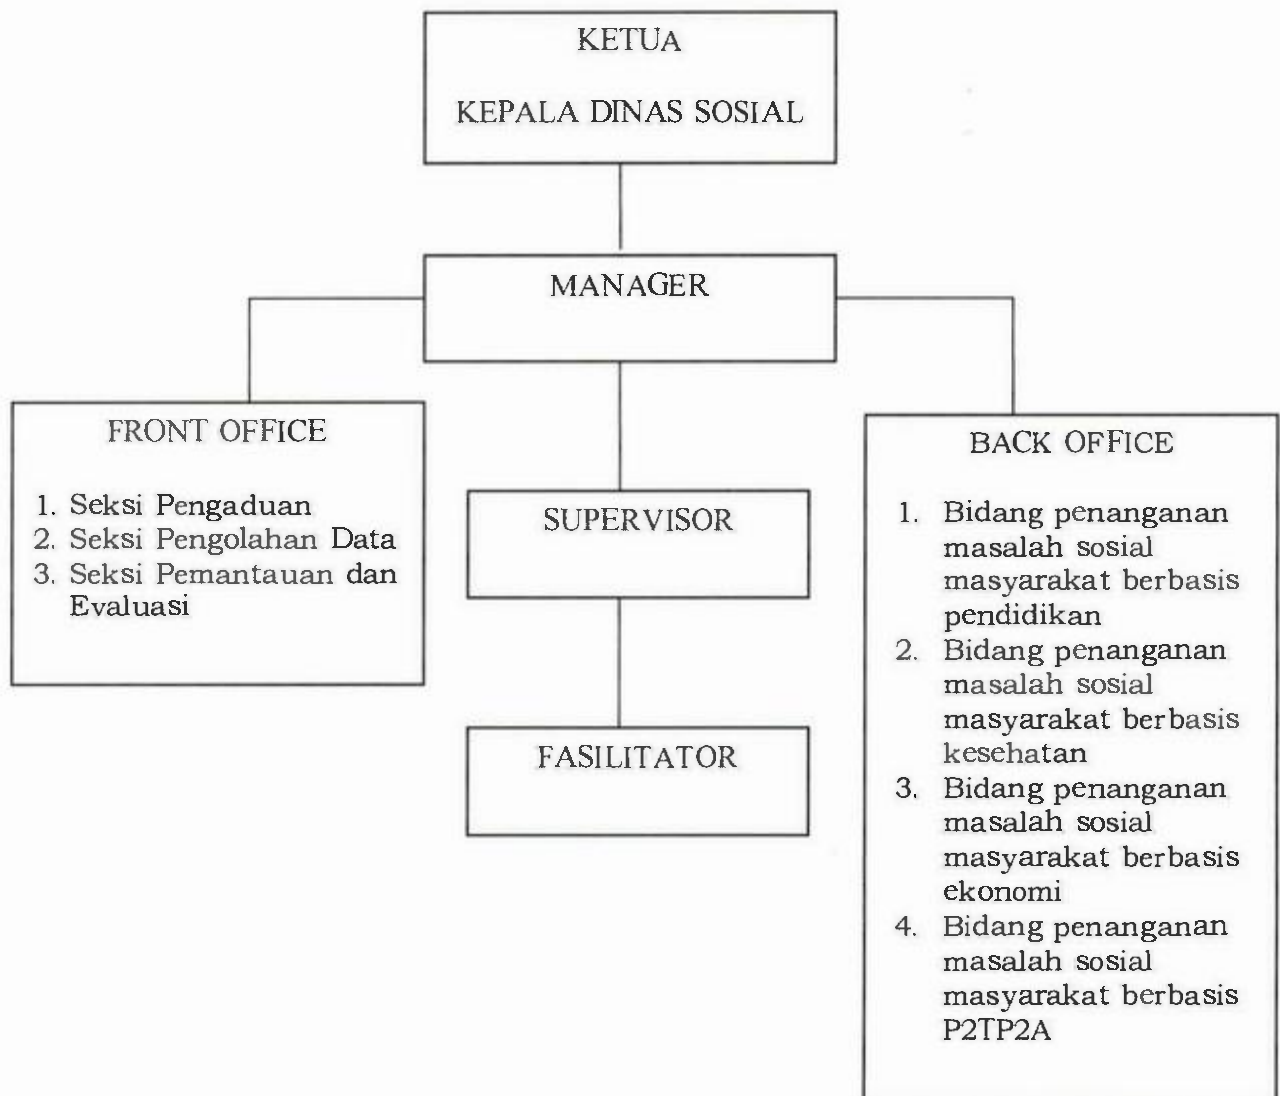 KETUA
KEPALA DINAS SOSIAL
MANAGER
FRONT OFFICE
1. Seksi Pengaduan
2. Seksi Pengolahan Data
3. Seksi Pemantauan dan
Evaluasi
SUPERVISOR
FASILITATOR
BACK OFFICE
1. Bidang penanganan
masalah sosial
masyarakat berbasis
pendidikan
2. Bidang penanganan
masalah sosial
masyarakat berbasis
kesehatan
3. Bidang penanganan
masalah sosial
masyarakat berbasis
ekonomi
4. Bidang penanganan
masalah sosial
masyarakat berbasis
P2TP2A